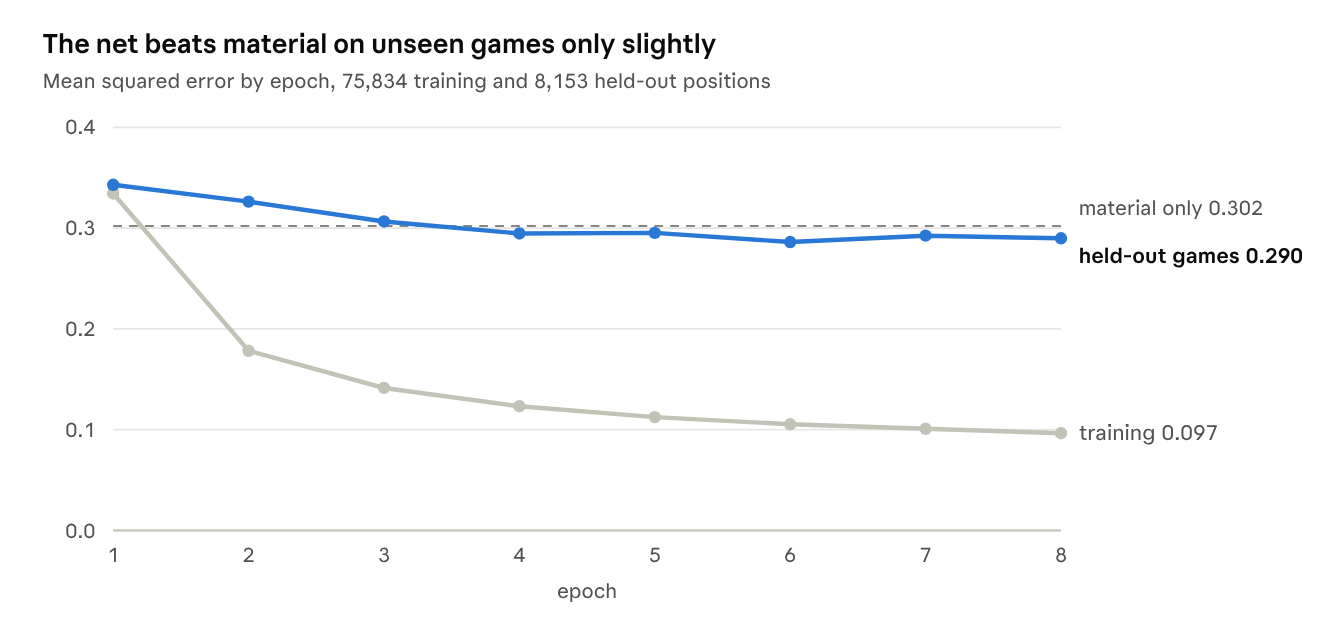 The net beats material on unseen games only slightly
Mean squared error by epoch, 75,834 training and 8,153 held-out positions
0.4
0.3
0.2
0.1
0.0
material only 0.302
held-out games 0.290
training 0.097
1 2 3 4 5 6 7 8
epoch